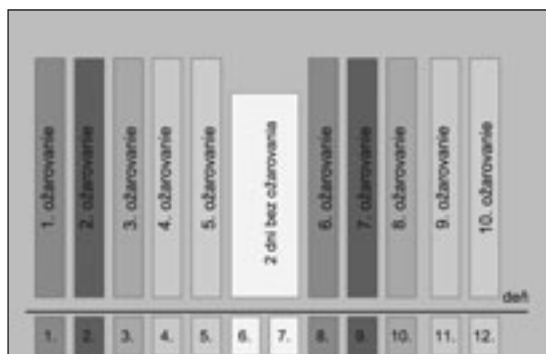 1. ožarovanie
2. ožarovanie
3. ožarovanie
4. ožarovanie
5. ožarovanie
2 dni bez ožarovania
6. ožarovanie
7. ožarovanie
8. ožarovanie
9. ožarovanie
10. ožarovanie
deň
1. 2. 3. 4. 5. 6. 7. 8. 9. 10. 11. 12.